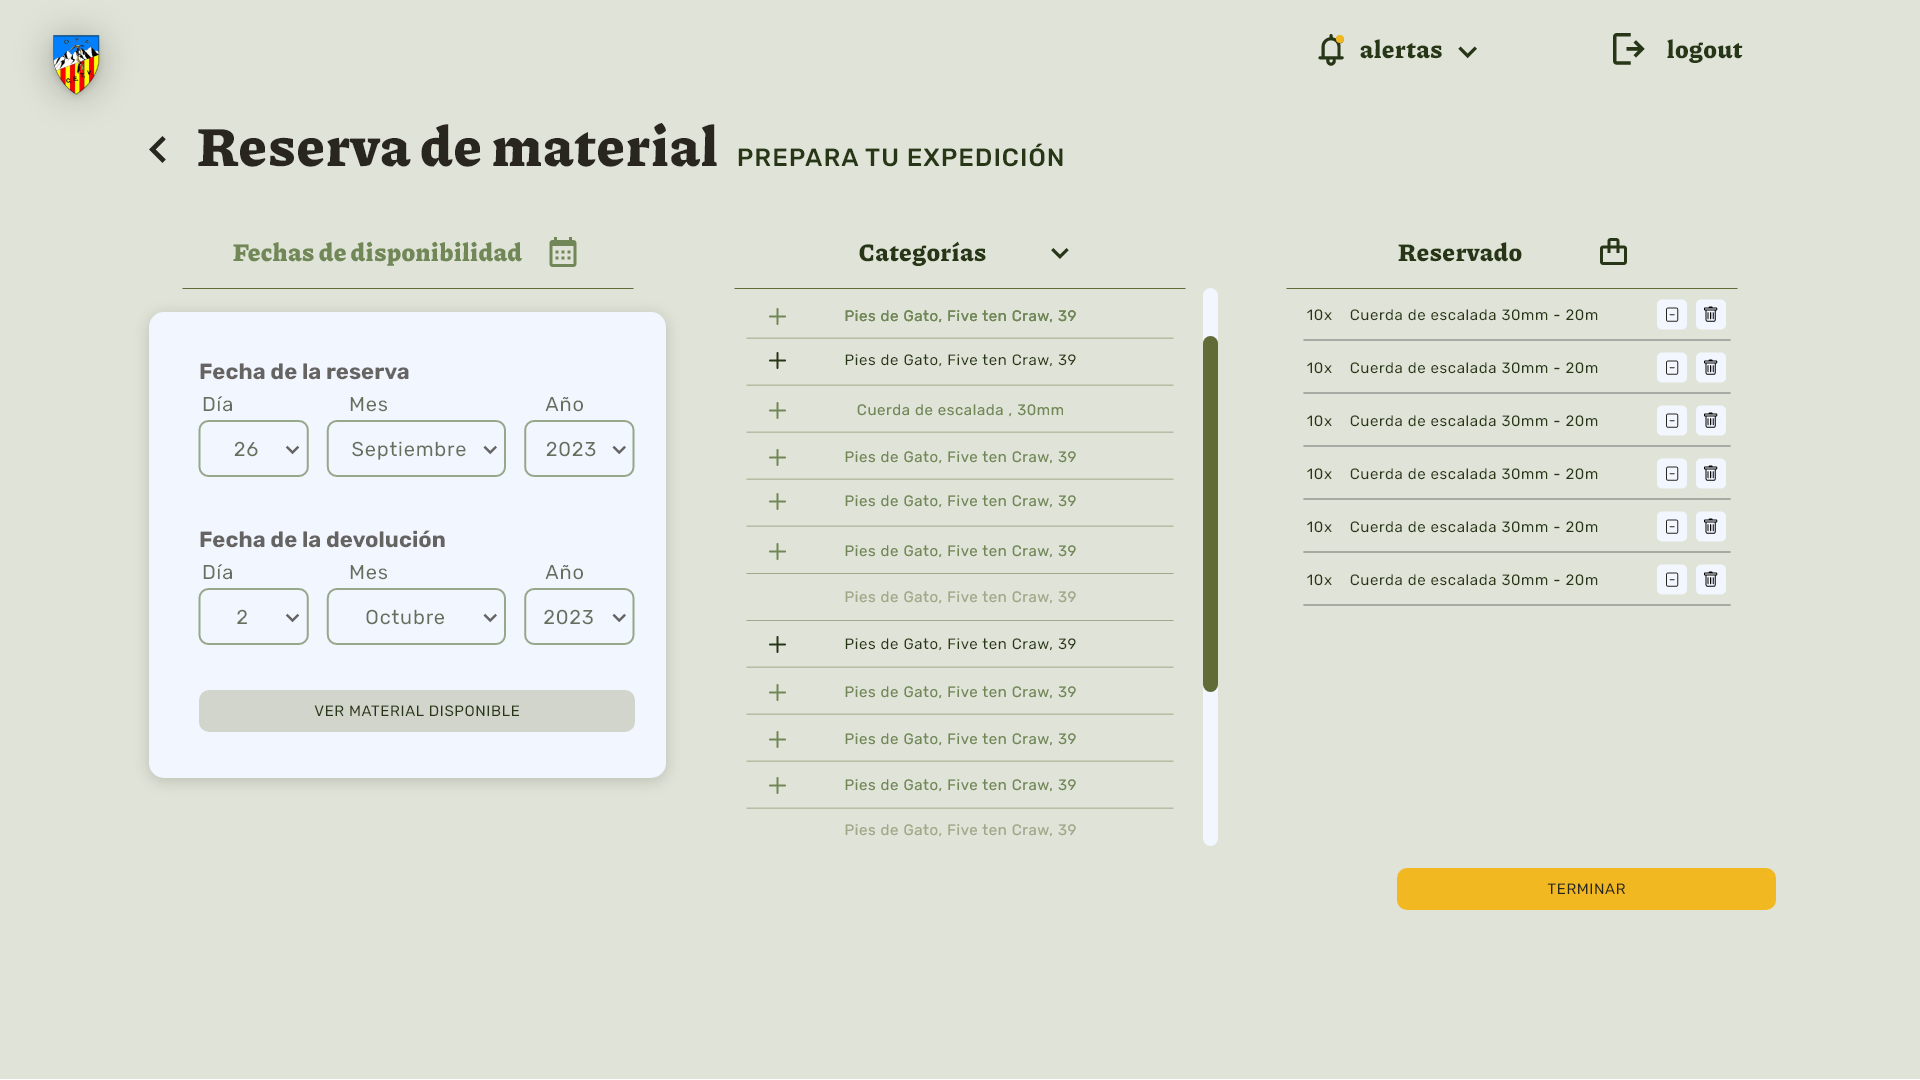 alertas
logout
Reserva de material PREPARA TU EXPEDICIÓN
Fechas de disponibilidad
Fecha de la reserva
Día Mes Año
26 Septiembre 2023
Fecha de la devolución
Día Mes Año
2 Octubre 2023
VER MATERIAL DISPONIBLE
Categorías
Pies de Gato, Five ten Craw, 39
Pies de Gato, Five ten Craw, 39
Cuerda de escalada , 30mm
Pies de Gato, Five ten Craw, 39
Pies de Gato, Five ten Craw, 39
Pies de Gato, Five ten Craw, 39
Pies de Gato, Five ten Craw, 39
Pies de Gato, Five ten Craw, 39
Pies de Gato, Five ten Craw, 39
Pies de Gato, Five ten Craw, 39
Pies de Gato, Five ten Craw, 39
Pies de Gato, Five ten Craw, 39
Reservado
10x Cuerda de escalada 30mm - 20m
10x Cuerda de escalada 30mm - 20m
10x Cuerda de escalada 30mm - 20m
10x Cuerda de escalada 30mm - 20m
10x Cuerda de escalada 30mm - 20m
10x Cuerda de escalada 30mm - 20m
TERMINAR